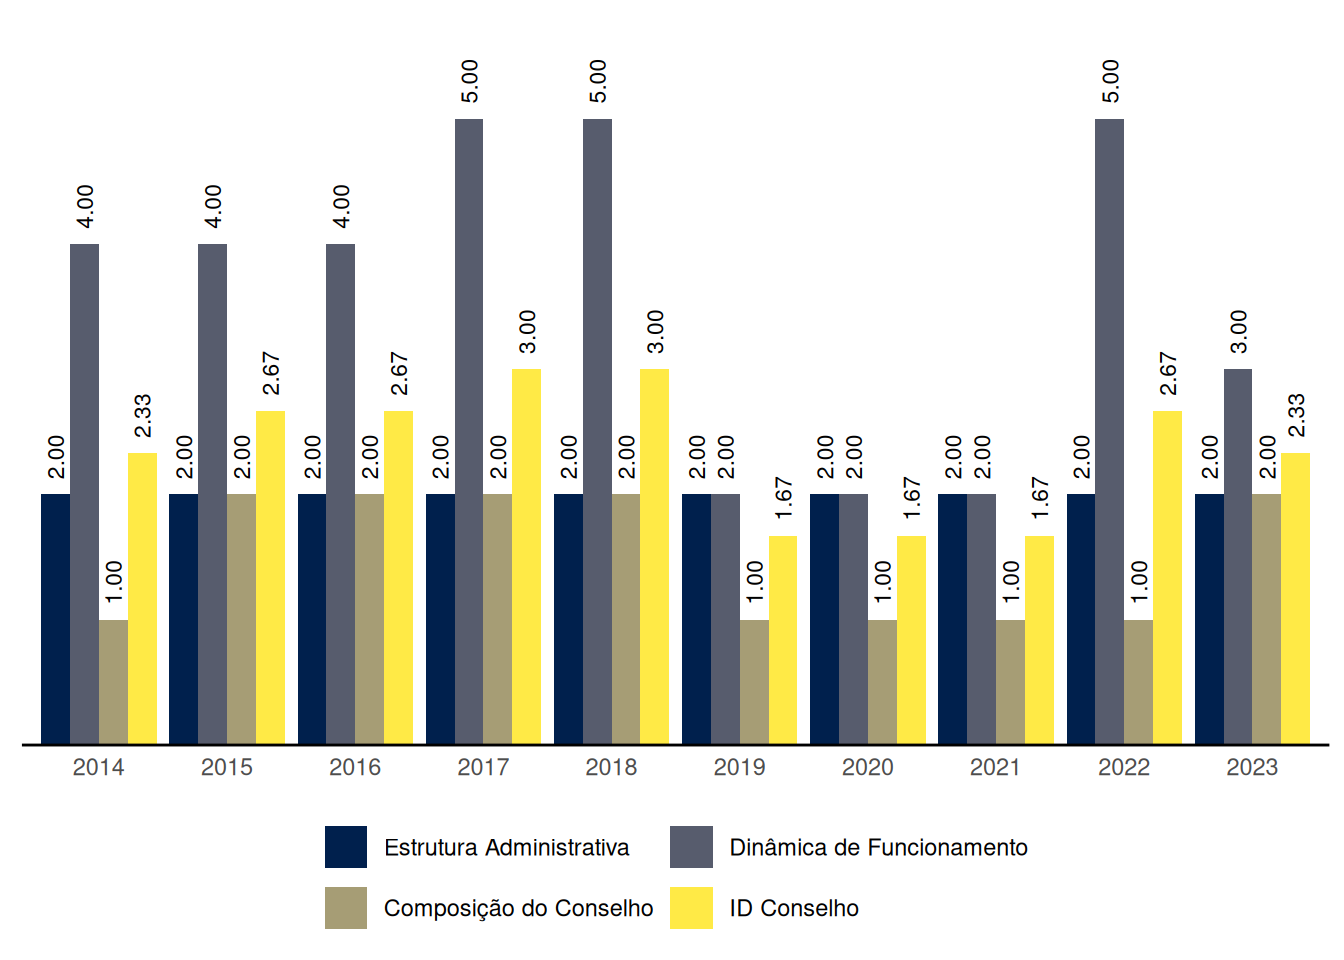 5.00 5.00 5.00
4.00 4.00 4.00
3.00 3.00 3.00
2.67 2.67 2.67
2.33 2.33
2.00 2.00 2.00 2.00 2.00 2.00 2.00 2.00 2.00 2.00 2.00 2.00 2.00 2.00 2.00 2.00 2.00 2.00
1.67 1.67 1.67
1.00 1.00 1.00 1.00 1.00
2014 2015 2016 2017 2018 2019 2020 2021 2022 2023
Estrutura Administrativa Dinâmica de Funcionamento
Composição do Conselho ID Conselho